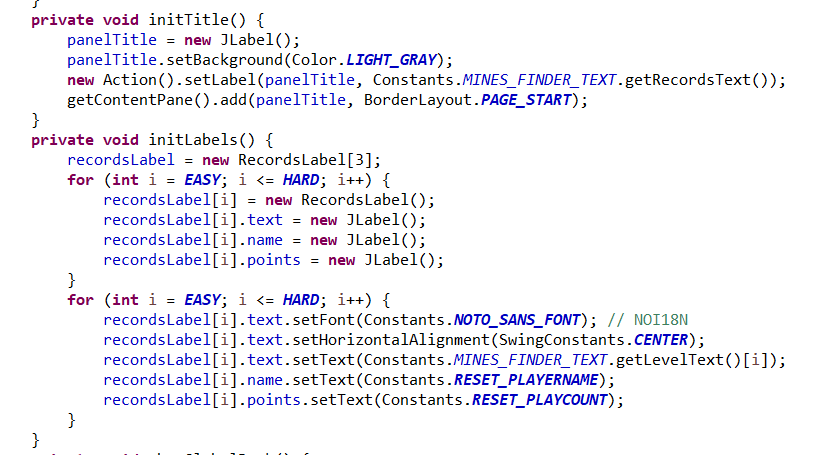 }
private void initTitle() {
panelTitle = new JLabel();
panelTitle.setBackground(Color.LIGHT_GRAY);
new Action().setLabel(panelTitle, Constants.MINES_FINDER_TEXT.getRecordsText());
getContentPane().add(panelTitle, BorderLayout.PAGE_START);
}
private void initLabels() {
recordsLabel = new RecordsLabel[3];
for (int i = EASY; i <= HARD; i++) {
recordsLabel[i] = new RecordsLabel();
recordsLabel[i].text = new JLabel();
recordsLabel[i].name = new JLabel();
recordsLabel[i].points = new JLabel();
}
for (int i = EASY; i <= HARD; i++) {
recordsLabel[i].text.setFont(Constants.NOTO_SANS_FONT); // NOI18N
recordsLabel[i].text.setHorizontalAlignment(SwingConstants.CENTER);
recordsLabel[i].text.setText(Constants.MINES_FINDER_TEXT.getLevelText()[i]);
recordsLabel[i].name.setText(Constants.RESET_PLAYERNAME);
recordsLabel[i].points.setText(Constants.RESET_PLAYCOUNT);
}
}